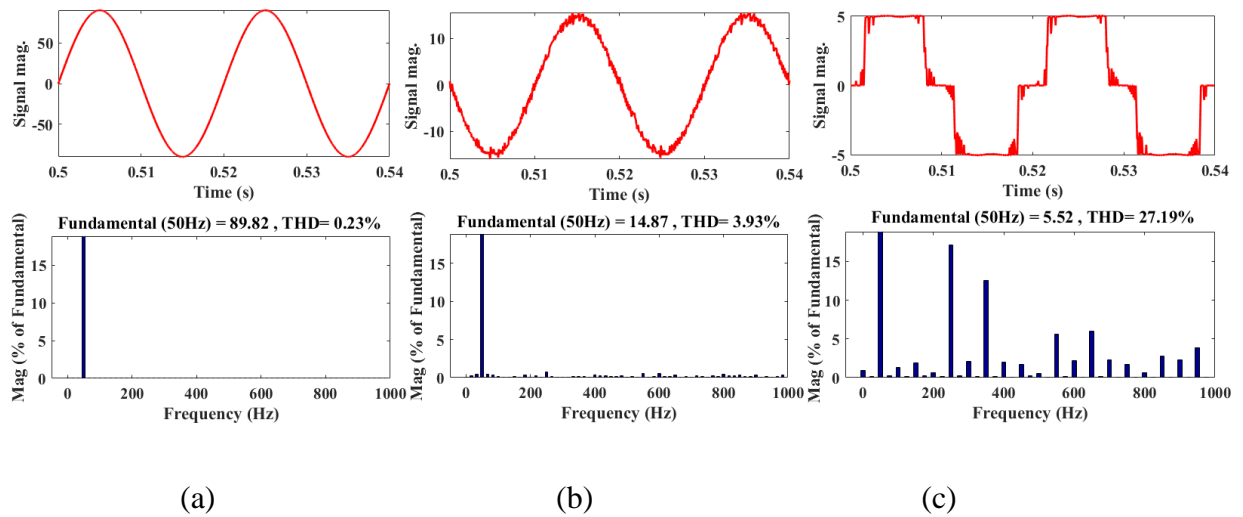 Signal mag.
50
0
-50
0.5 0.51 0.52 0.53 0.54
Time (s)
Fundamental (50Hz) = 89.82 , THD= 0.23%
Mag (% of Fundamental)
15
10
5
0
0 200 400 600 800 1000
Frequency (Hz)
(a)
Signal mag.
10
0
-10
0.5 0.51 0.52 0.53 0.54
Time (s)
Fundamental (50Hz) = 14.87 , THD= 3.93%
Mag (% of Fundamental)
15
10
5
0
0 200 400 600 800 1000
Frequency (Hz)
(b)
Signal mag.
5
0
-5
0.5 0.51 0.52 0.53 0.54
Time (s)
Fundamental (50Hz) = 5.52 , THD= 27.19%
Mag (% of Fundamental)
15
10
5
0
0 200 400 600 800 1000
Frequency (Hz)
(c)